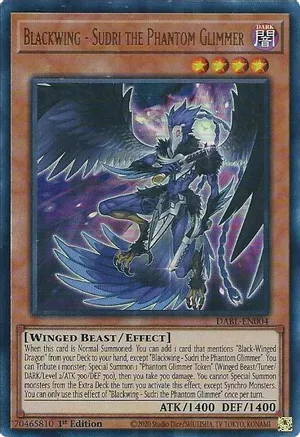 BLACKWING - SUDRI THE PHANTOM GLIMMER
DARK
闇
DABL-EN004
[WINGED BEAST/EFFECT]
When this card is Normal Summoned: You can add 1 card that mentions "Black-Winged
Dragon" from your Deck to your hand, except "Blackwing - Sudri the Phantom Glimmer". You
can Tribute 1 monster; Special Summon 1 "Phantom Glimmer Token" (Winged Beast/Tuner/
DARK/Level 2/ATK 700/DEF 700), then you take 700 damage. You cannot Special Summon
monsters from the Extra Deck the turn you activate this effect, except Synchro Monsters.
You can only use this effect of "Blackwing - Sudri the Phantom Glimmer" once per turn.
ATK/1400 DEF/1400
70465810 1st Edition ©2020 Studio Dice/SHUEISHA, TV TOKYO, KONAMI